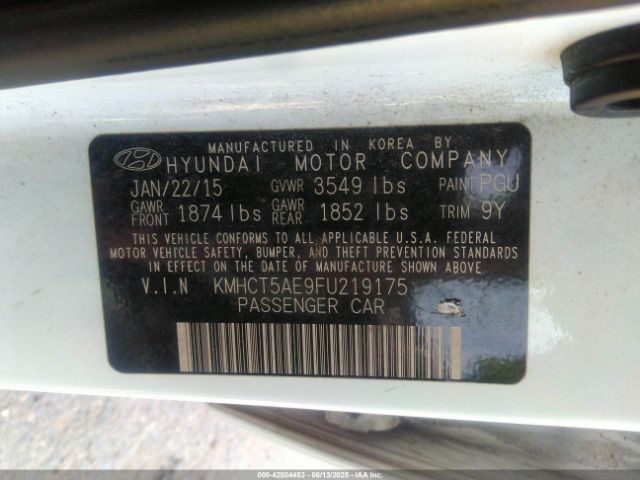 MANUFACTURED IN KOREA BY
HYUNDAI MOTOR COMPANY
JAN/22/15 GVWR 3549 lbs PAINT PGU
GAWR FRONT 1874 lbs GAWR REAR 1852 lbs TRIM 9Y
THIS VEHICLE CONFORMS TO ALL APPLICABLE U.S.A. FEDERAL
MOTOR VEHICLE SAFETY, BUMPER, AND THEFT PREVENTION STANDARDS
IN EFFECT ON THE DATE OF MANUFACTURE SHOWN ABOVE.
V.I.N KMHCT5AE9FU219175
PASSENGER CAR
000-42504453 - 06/13/2025 - IAA, Inc.